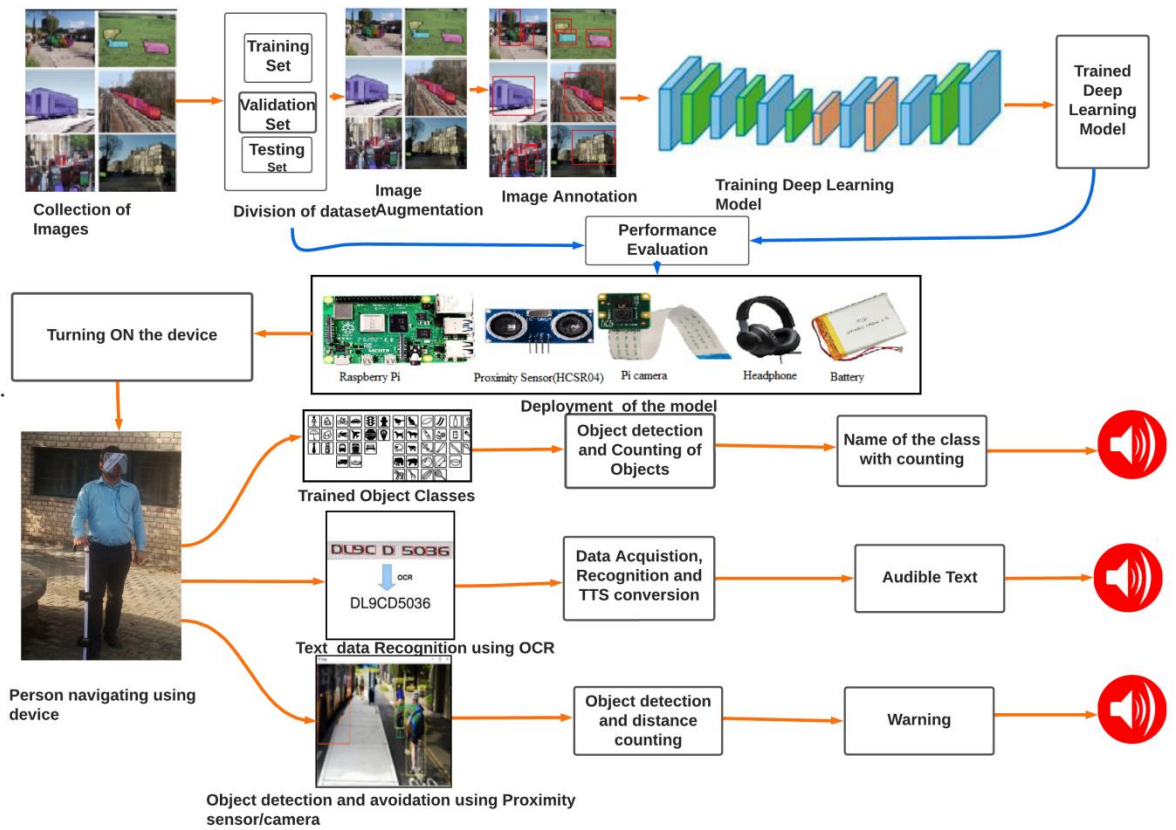 Training
Set
Validation
Set
Testing
Set
Trained
Deep
Learning
Model
Collection of
Images
Division of dataset
Image
Augmentation
Image Annotation
Training Deep Learning
Model
Performance
Evaluation
Turning ON the device
Raspberry Pi
Proximity Sensor(HCSR04)
Pi camera
Headphone
Battery
Deployment of the model
Trained Object Classes
Object detection
and Counting of
Objects
Name of the class
with counting
DL9C D 5036
OCR
DL9CD5036
Text data Recognition using OCR
Data Acquistion,
Recognition and
TTS conversion
Audible Text
Person navigating using
device
Object detection
and distance
counting
Warning
Object detection and avoidation using Proximity
sensor/camera